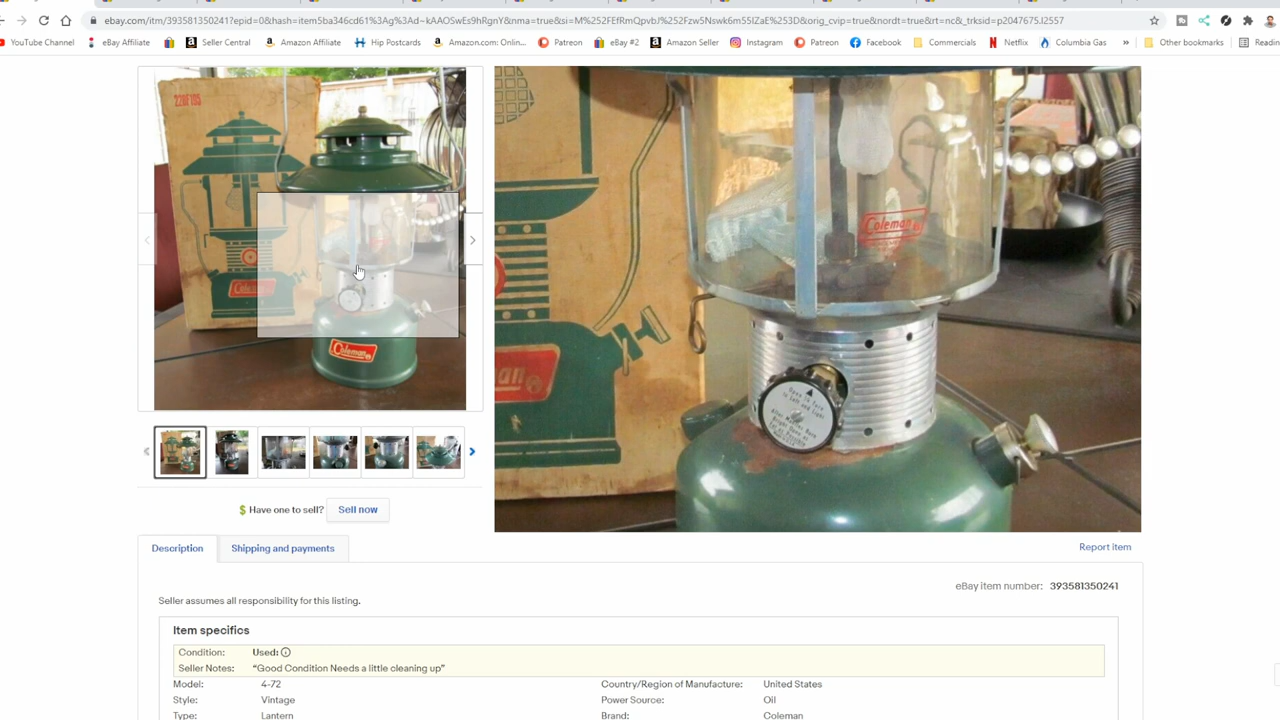 ebay.com/itm/393581350241?epid=0&hash=item5ba346cd61%3Ag%3Ad~kAAOSwEs9hRgnY&nma=true&si=M%252FEfRmQpvbJ%252Fzw5Nswk6m55IZaE%253D&orig_cvip=true&nordt=true&rt=nc&_trksid=p2047675.l2557
YouTube Channel eBay Affiliate Seller Central Amazon Affiliate Hip Postcards Amazon.com: Onlin... Patreon eBay #2 Amazon Seller Instagram Patreon Facebook Commercials Netflix Columbia Gas » Other bookmarks Readin
228F195
Coleman
Coleman
Coleman
an
$ Have one to sell? Sell now
Description Shipping and payments Report item
eBay item number: 393581350241
Seller assumes all responsibility for this listing.
Item specifics
Condition: Used:
Seller Notes: “Good Condition Needs a little cleaning up”
Model: 4-72 Country/Region of Manufacture: United States
Style: Vintage Power Source: Oil
Type: Lantern Brand: Coleman